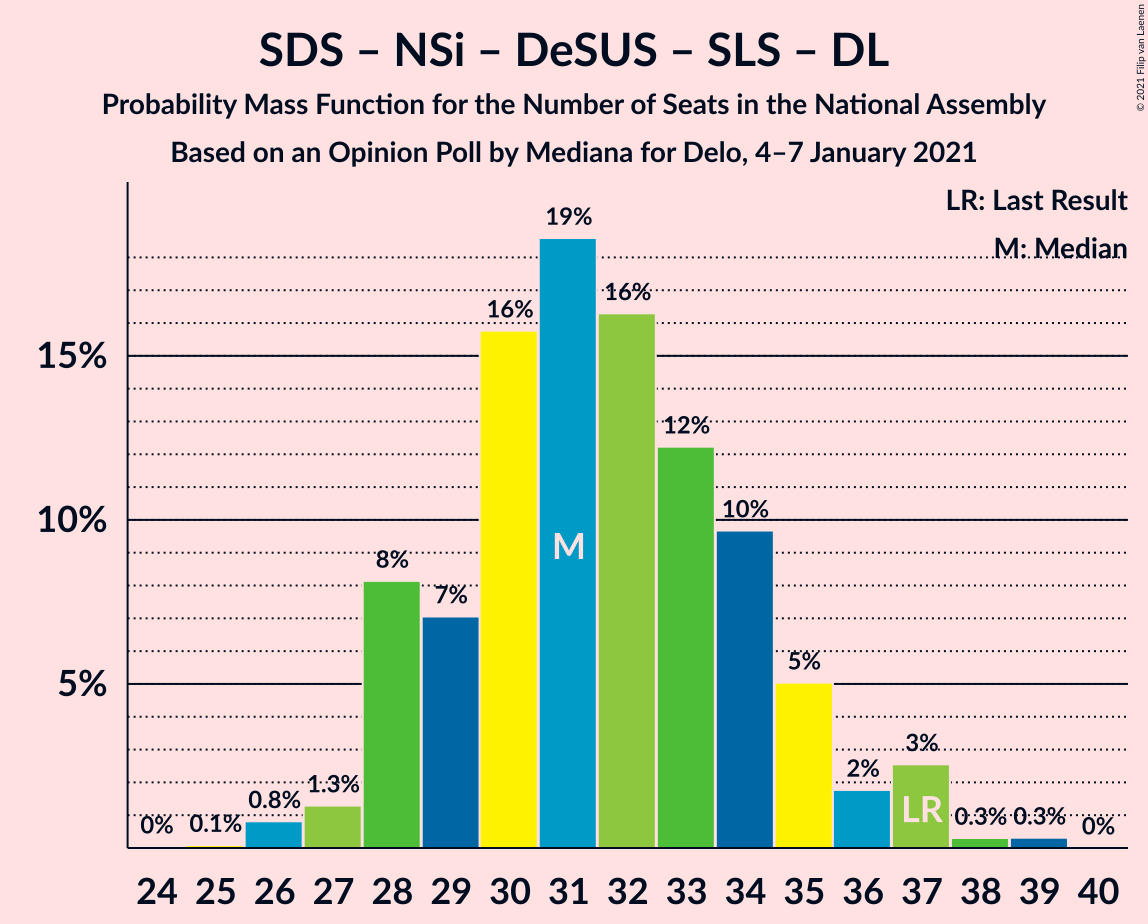 SDS – NSi – DeSUS – SLS – DL
Probability Mass Function for the Number of Seats in the National Assembly
Based on an Opinion Poll by Mediana for Delo, 4–7 January 2021
© 2021 Filip van Laenen
LR: Last Result
M: Median
19%
16%
16%
15%
12%
10%
10%
M
8%
7%
5%
5%
3%
2%
1.3%
0.8%
LR
0%
0.1%
0.3%
0.3%
0%
24 25 26 27 28 29 30 31 32 33 34 35 36 37 38 39 40